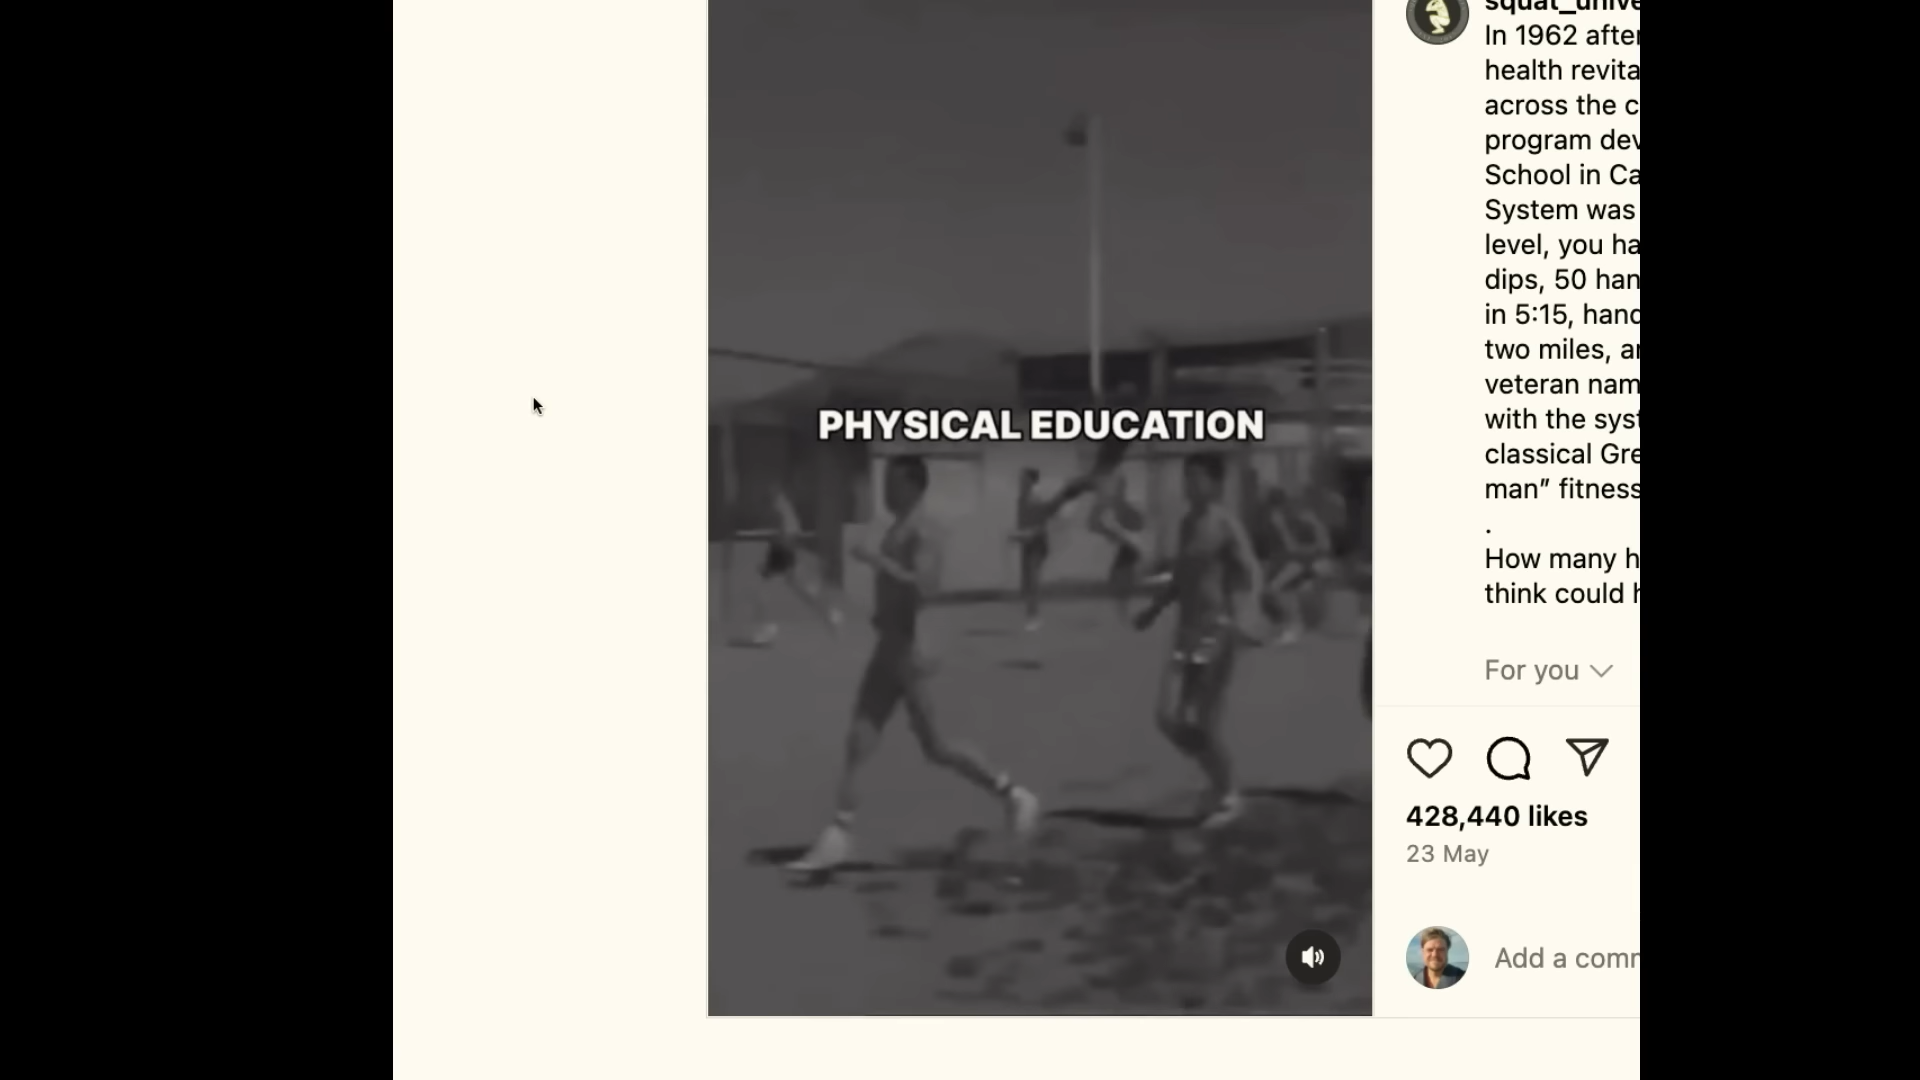 PHYSICAL EDUCATION
In 1962 after
health revita
across the c
program dev
School in Ca
System was
level, you ha
dips, 50 han
in 5:15, hand
two miles, ar
veteran nam
with the syst
classical Gre
man” fitness
.
How many h
think could h
For you
428,440 likes
23 May
Add a comm